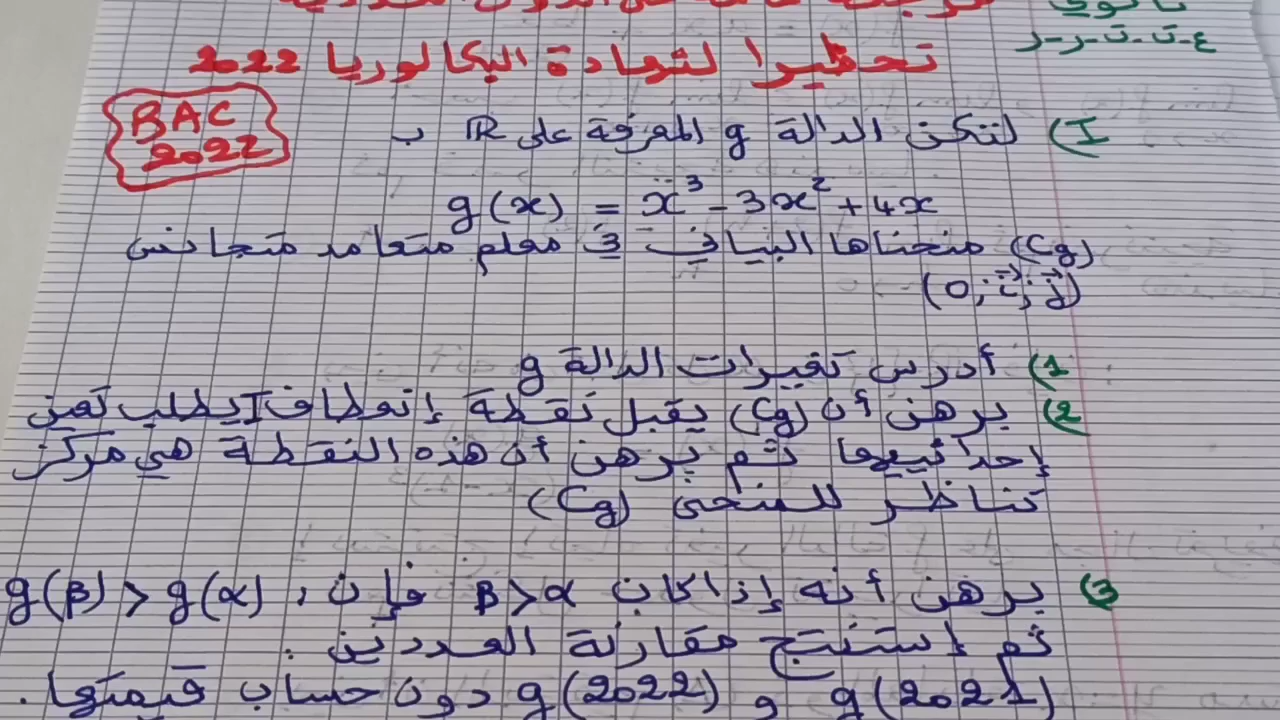 ثانوي
ع-ت-ت-ر-ر
تحظيرا لشهادة البكالوريا 2022
BAC
2022
I) لتكن الدالة g المعرفة على ℝ ب
g(x) = x³ - 3x² + 4x
(Cg) منحناها البياني في معلم متعامد متجانس
(O; i⃗; j⃗)
1) أدرس تغيرات الدالة g
2) برهن أن (Cg) يقبل نقطة إنعطاف I يطلب تعين
إحداثييها ثم برهن أن هذه النقطة هي مركز
تناظر للمنحنى (Cg)
3) برهن أنه إذا كان β > α فإن، g(β) > g(α)
ثم إستنتج مقارنة العددين.
g(2021) و g(2022) دون حساب قيمتها.